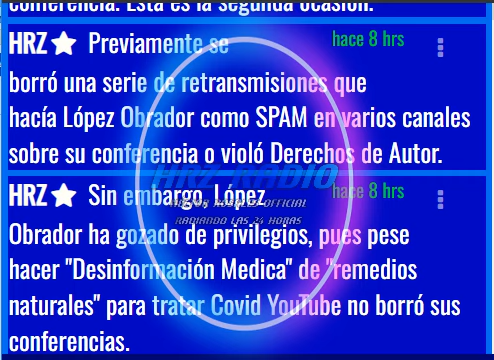 conferencia. Esta es la segunda ocasión.
HRZ Previamente se hace 8 hrs
borró una serie de retransmisiones que
hacía López Obrador como SPAM en varios canales
sobre su conferencia o violó Derechos de Autor.
HRZ Sin embargo, López hace 8 hrs
Obrador ha gozado de privilegios, pues pese
hacer "Desinformación Medica" de "remedios
naturales" para tratar Covid YouTube no borró sus
conferencias.
HRZ RADIO
RADIANDO LAS 24 HORAS